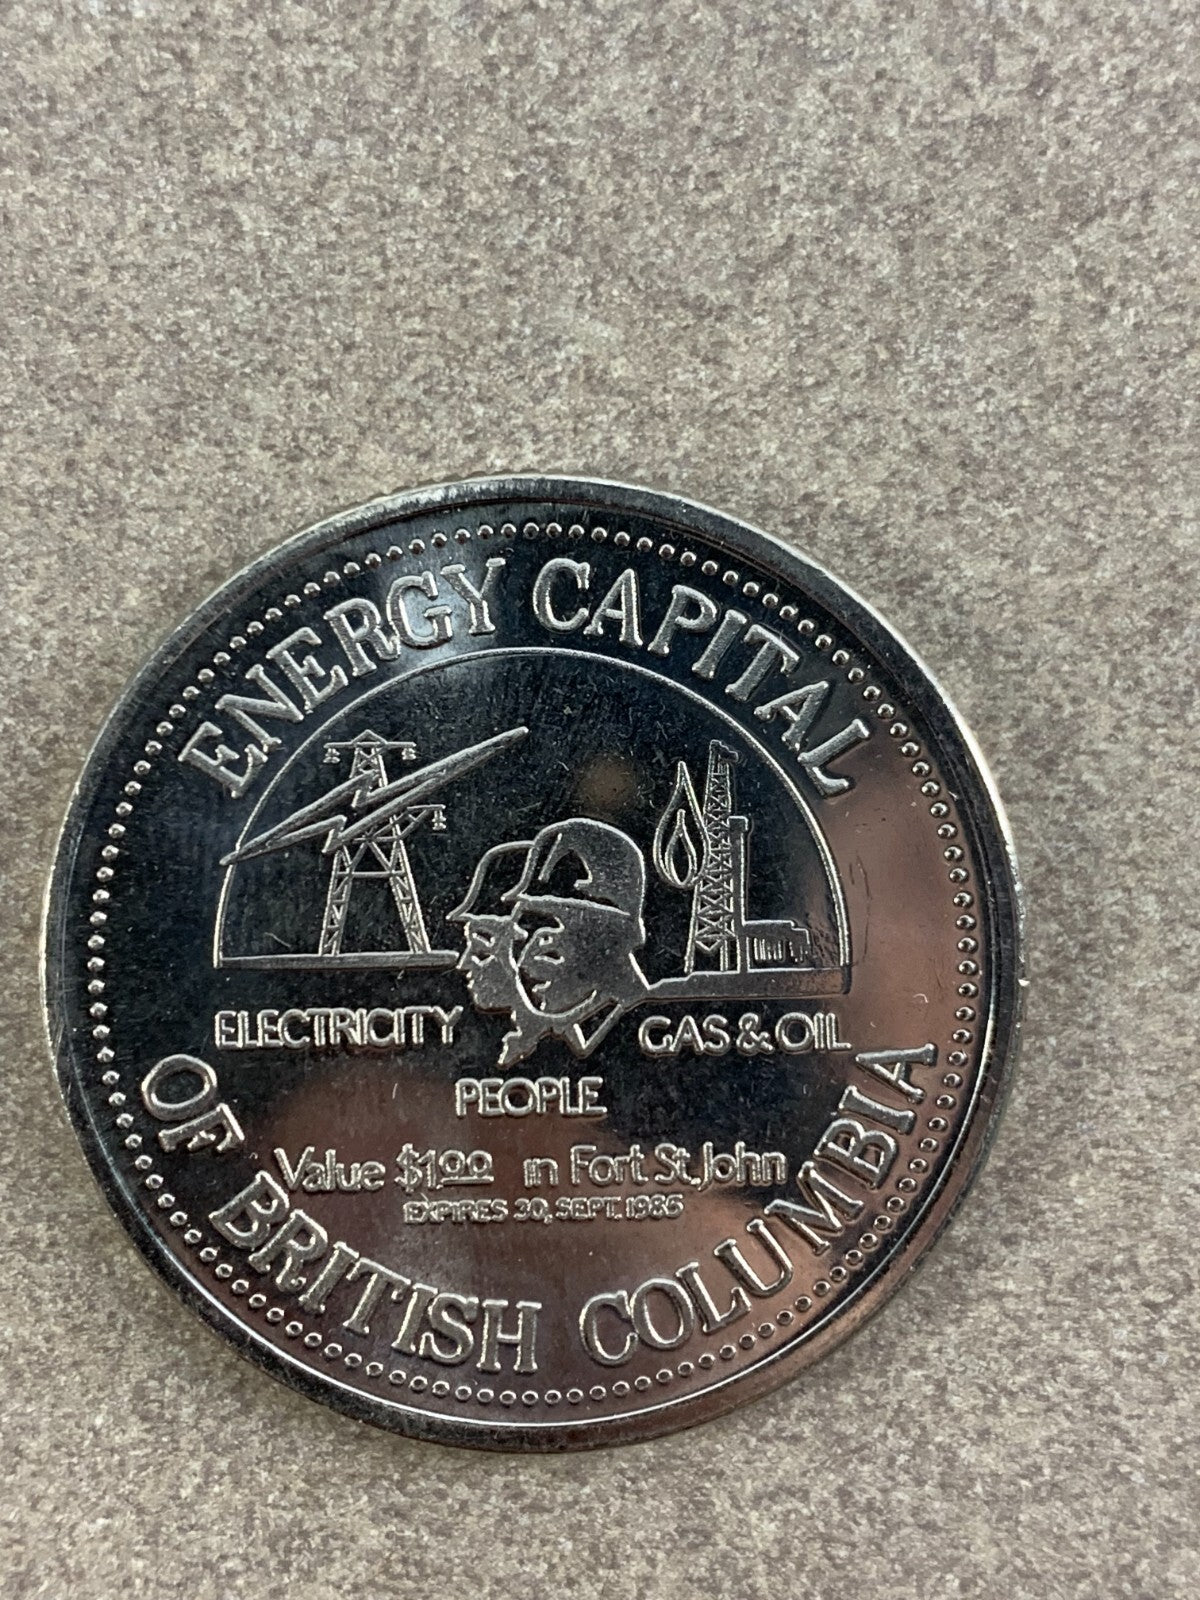 ENERGY CAPITAL
ELECTRICITY
GAS & OIL
PEOPLE
Value $1.00 in Fort St. John
EXPIRES 30, SEPT. 1985
OF BRITISH COLUMBIA